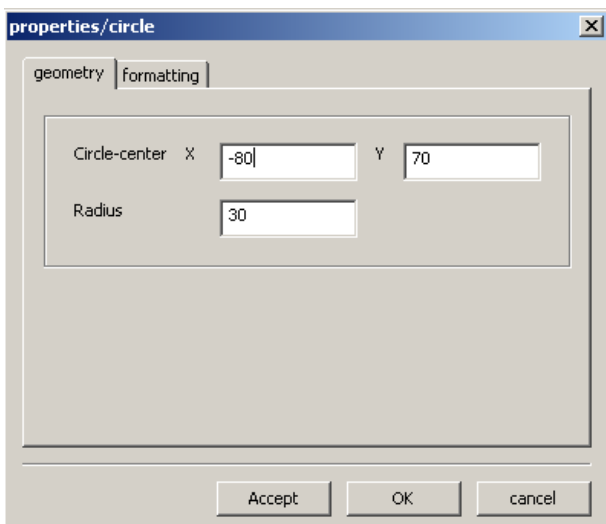 properties/circle
geometry formatting
Circle-center X -80 Y 70
Radius 30
Accept OK cancel